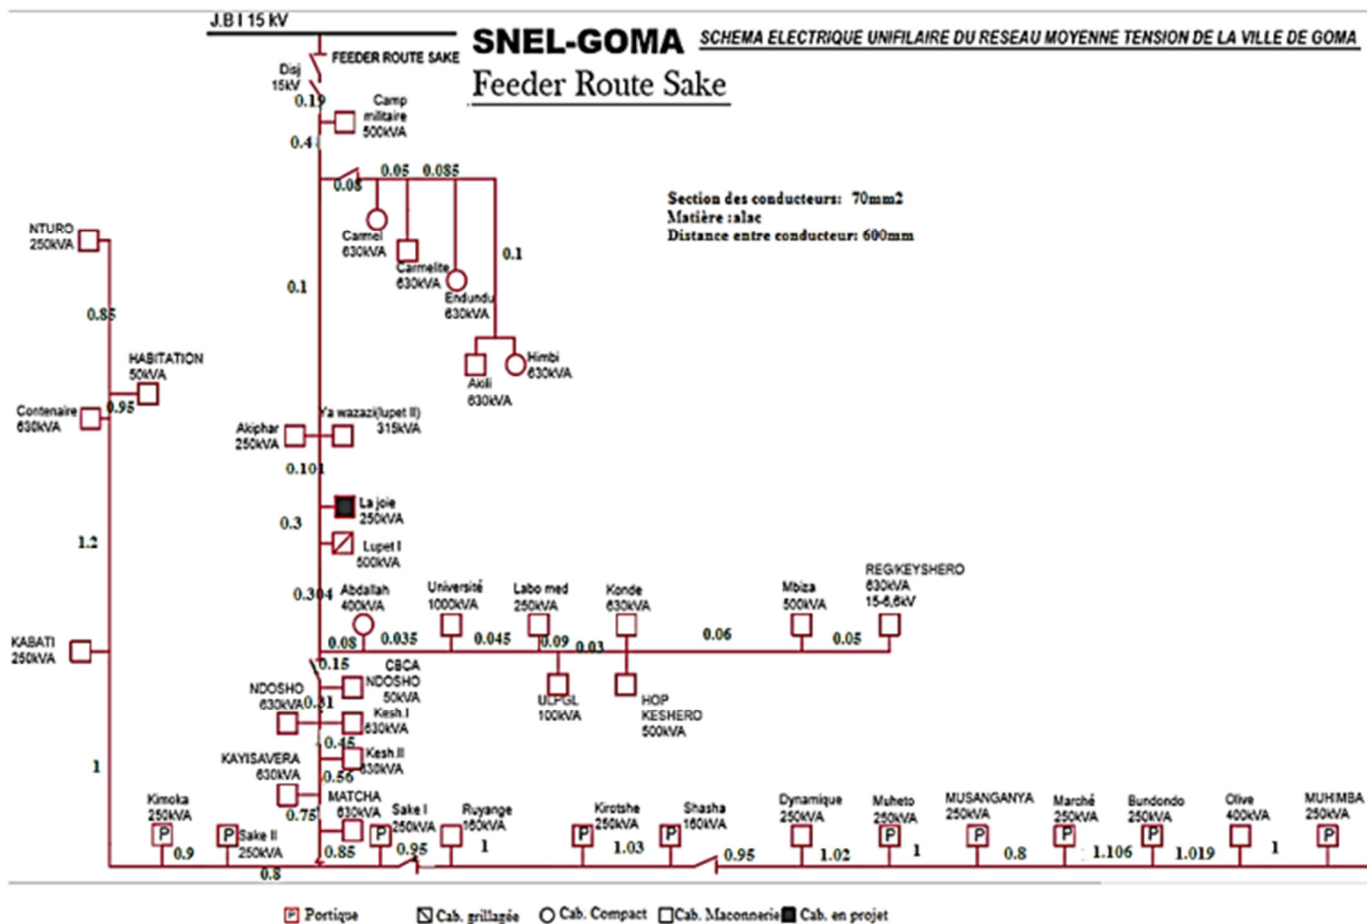 J.B I 15 kV
SNEL-GOMA
SCHEMA ELECTRIQUE UNIFILAIRE DU RESEAU MOYENNE TENSION DE LA VILLE DE GOMA
FEEDER ROUTE SAKE
Feeder Route Sake
Disj
15kV
0.19
Camp
militaire
500kVA
0.4
0.08
0.05
0.085
Section des conducteurs: 70mm2
Matière :alac
Distance entre conducteur: 600mm
NTURO
250kVA
Carmel
630kVA
Carmelite
630kVA
Endundu
630kVA
0.1
0.1
0.85
HABITATION
50kVA
Himbi
630kVA
Akili
630kVA
0.95
Contenaire
630kVA
Ya wazazi(lupet II)
315kVA
Akiphar
250kVA
0.101
La joie
250kVA
0.3
1.2
Lupet I
500kVA
0.304
Abdallah
400kVA
Université
1000kVA
Labo med
250kVA
Konde
630kVA
Mbiza
500kVA
REG/KEYSHERO
630kVA
15-6,6kV
0.08
0.035
0.045
0.09
0.03
0.06
0.05
KABATI
250kVA
0.15
CBCA
NDOSHO
50kVA
NDOSHO
630kVA
0.31
ULPGL
100kVA
HOP
KESHERO
500kVA
Kesh.I
630kVA
0.45
Kesh.II
630kVA
KAYISAVERA
630kVA
0.56
1
MATCHA
630kVA
0.75
Kimoka
250kVA
Sake II
250kVA
Sake I
250kVA
Ruyange
160kVA
Kirotshe
250kVA
Shasha
160kVA
Dynamique
250kVA
Muheto
250kVA
MUSANGANYA
250kVA
Marché
250kVA
Bundondo
250kVA
Olive
400kVA
MUHIMBA
250kVA
P
P
P
P
P
P
P
P
P
P
0.9
0.8
0.85
0.95
1
1.03
0.95
1.02
1
0.8
1.106
1.019
1
P Portique
Cab. grillagée
Cab. Compact
Cab. Maconnerie
Cab. en projet